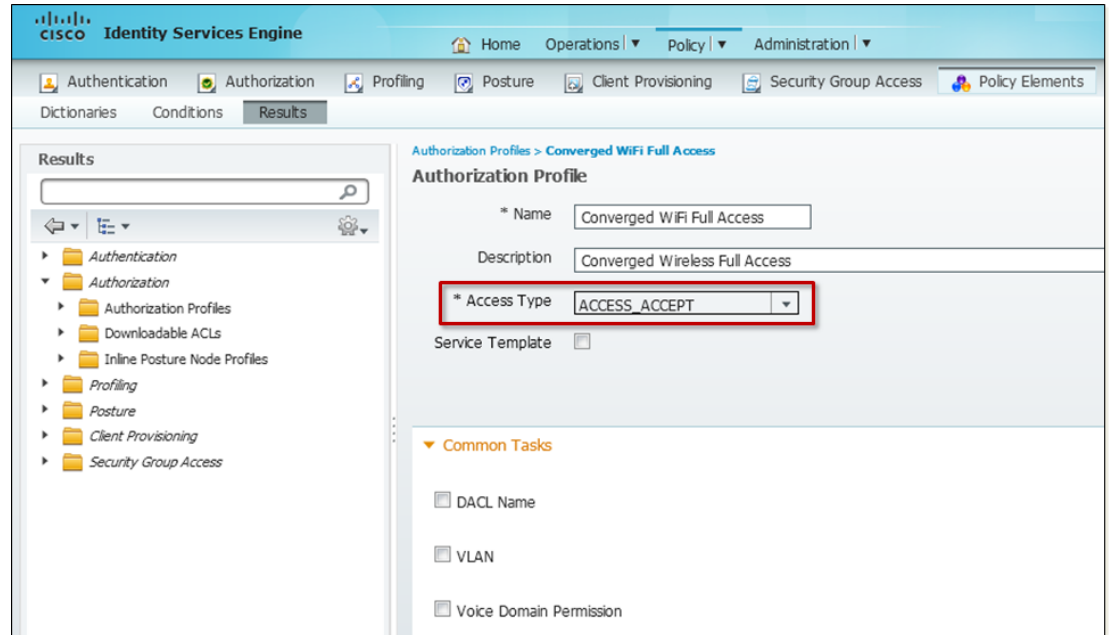 cisco Identity Services Engine
Home Operations Policy Administration
Authentication Authorization Profiling Posture Client Provisioning Security Group Access Policy Elements
Dictionaries Conditions Results
Results
Authentication
Authorization
Authorization Profiles
Downloadable ACLs
Inline Posture Node Profiles
Profiling
Posture
Client Provisioning
Security Group Access
Authorization Profiles > Converged WiFi Full Access
Authorization Profile
* Name Converged WiFi Full Access
Description Converged Wireless Full Access
* Access Type ACCESS_ACCEPT
Service Template
Common Tasks
DACL Name
VLAN
Voice Domain Permission